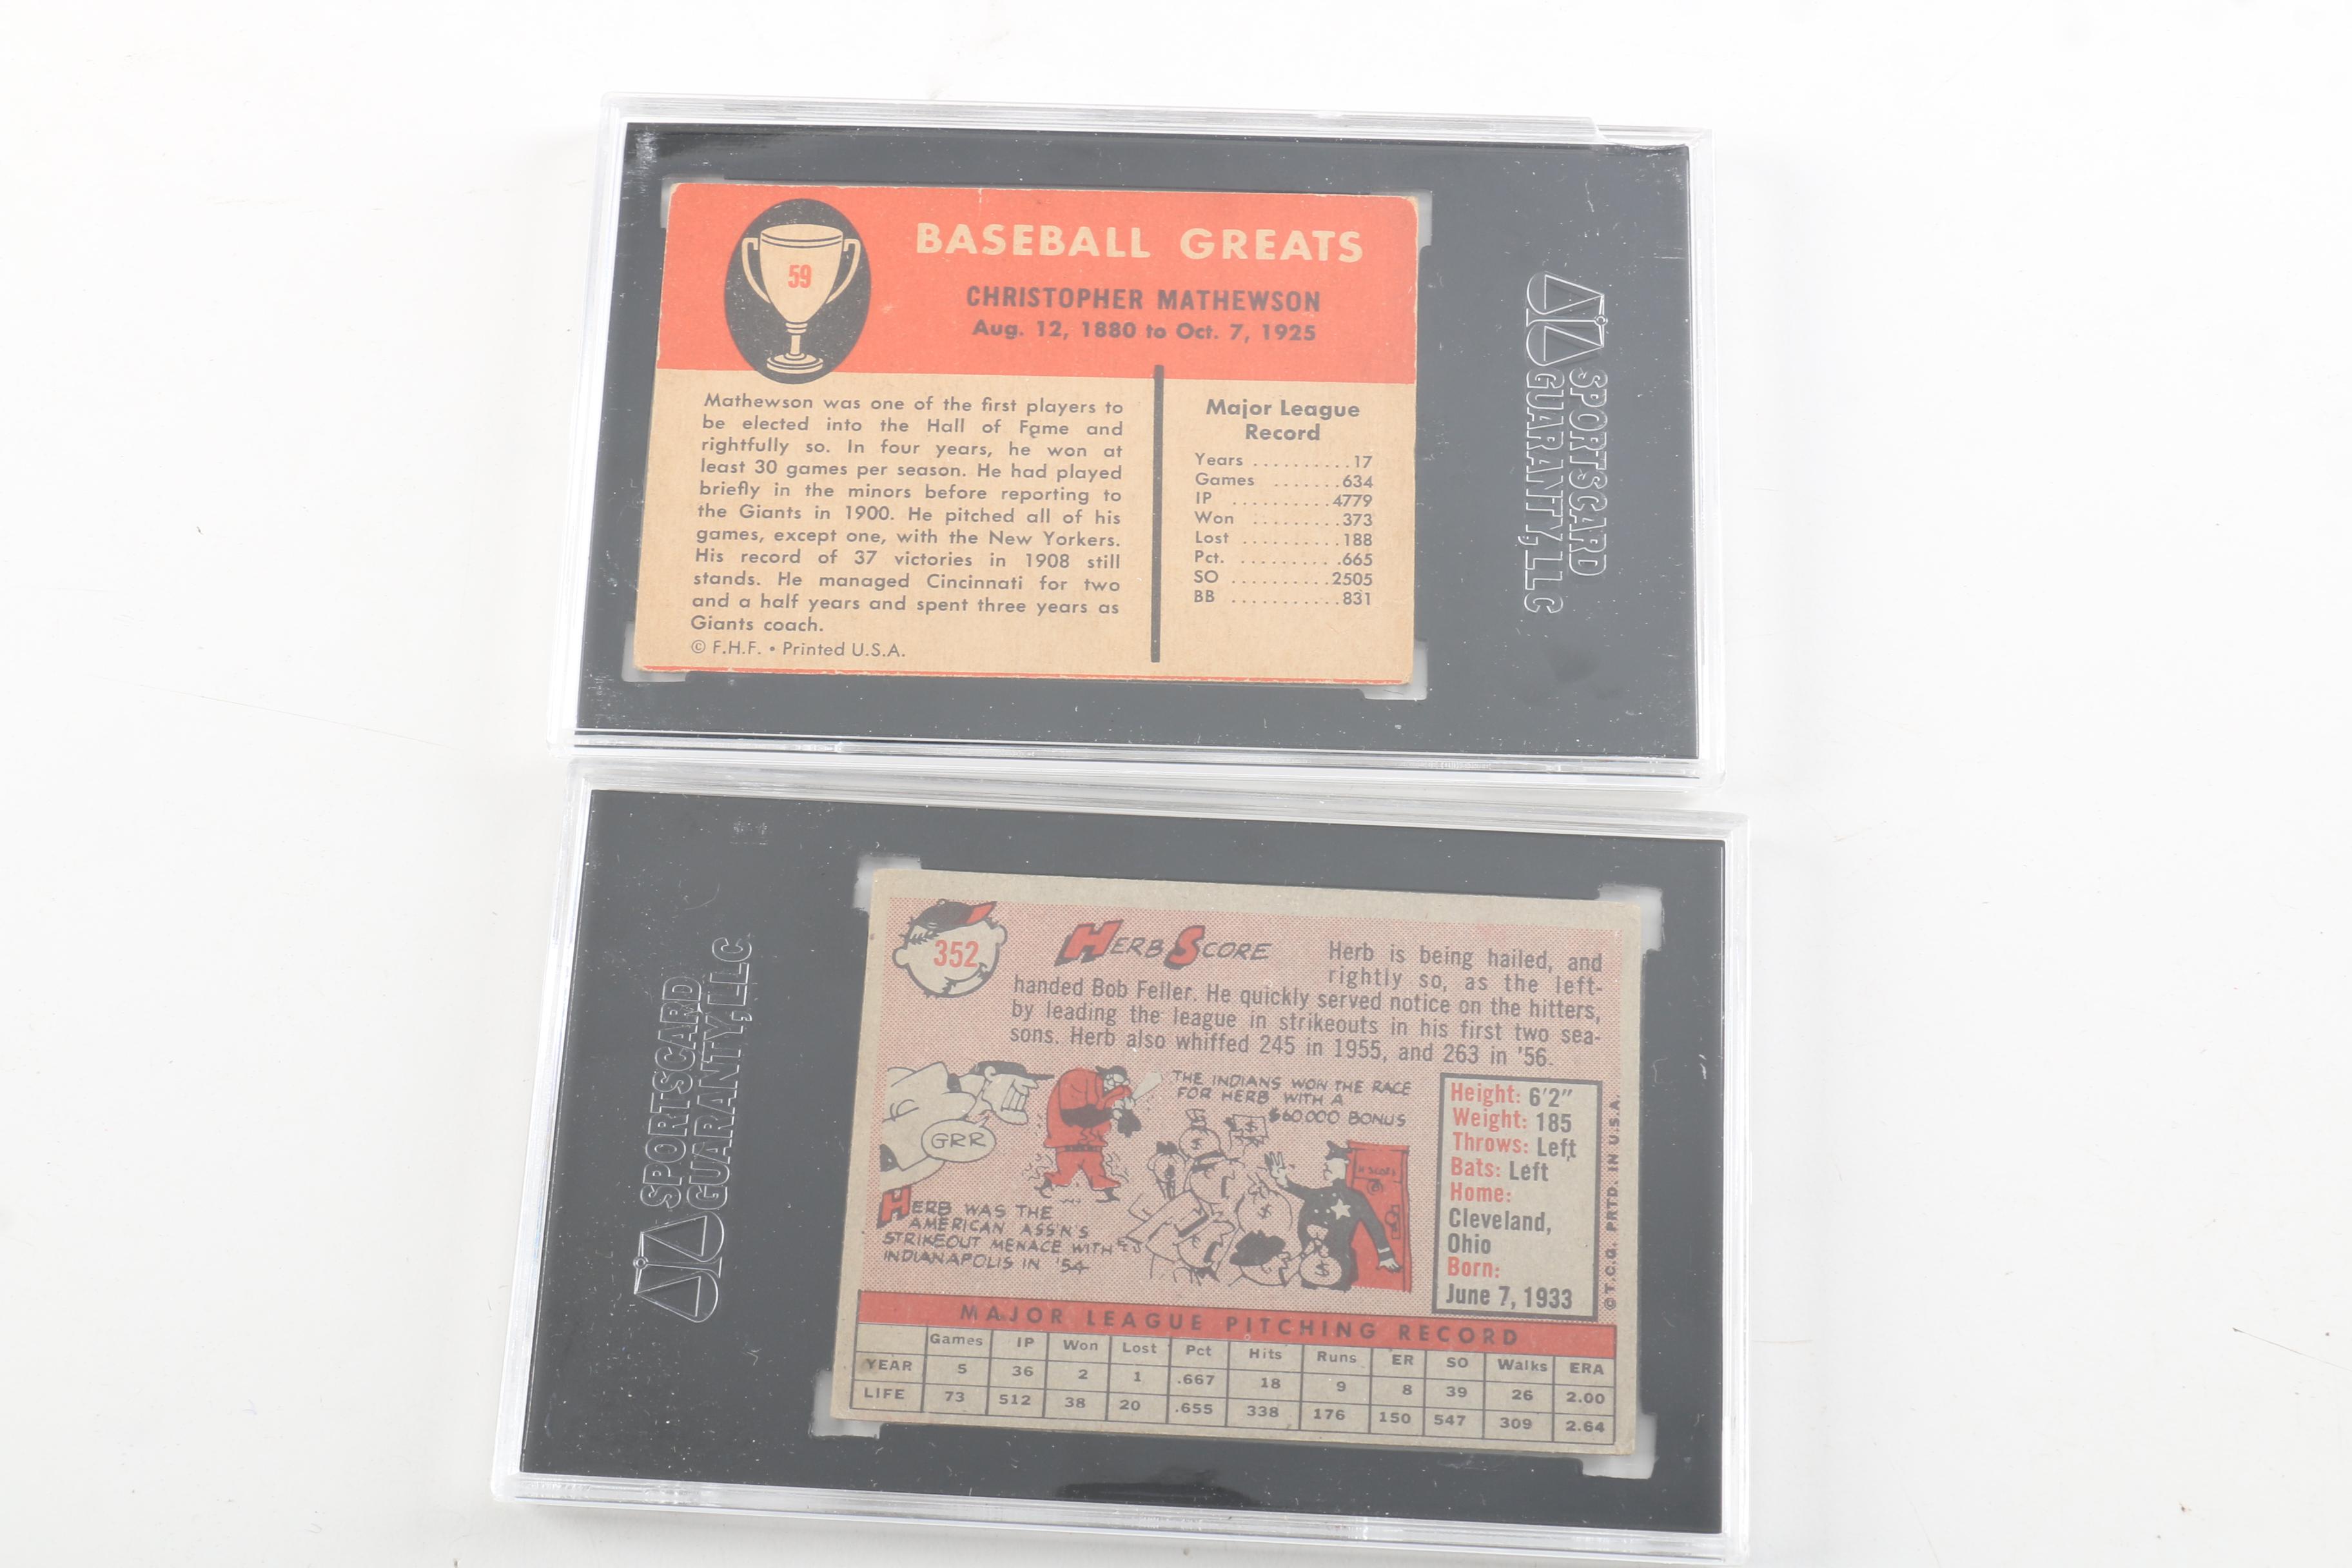 59
BASEBALL GREATS
CHRISTOPHER MATHEWSON
Aug. 12, 1880 to Oct. 7, 1925
Mathewson was one of the first players to
be elected into the Hall of Fame and
rightfully so. In four years, he won at
least 30 games per season. He had played
briefly in the minors before reporting to
the Giants in 1900. He pitched all of his
games, except one, with the New Yorkers.
His record of 37 victories in 1908 still
stands. He managed Cincinnati for two
and a half years and spent three years as
Giants coach.
© F.H.F. • Printed U.S.A.
Major League
Record
Years ..........17
Games .......634
IP ..........4779
Won .........373
Lost ..........188
Pct. ..........665
SO ..........2505
BB ...........831
SPORTSCARD
GUARANTY, LLC
SPORTSCARD
GUARANTY, LLC
352
HERB SCORE
Herb is being hailed, and
rightly so, as the left-
handed Bob Feller. He quickly served notice on the hitters,
by leading the league in strikeouts in his first two sea-
sons. Herb also whiffed 245 in 1955, and 263 in '56.
GRR
HERB WAS THE
AMERICAN ASS'N'S
STRIKEOUT MENACE WITH
INDIANAPOLIS IN '54
THE INDIANS WON THE RACE
FOR HERB WITH A
$60,000 BONUS
$ $
$
$
Height: 6'2"
Weight: 185
Throws: Left
Bats: Left
Home:
Cleveland,
Ohio
Born:
June 7, 1933
© T.C.G. PRTD. IN U.S.A.
MAJOR LEAGUE PITCHING RECORD
Games IP Won Lost Pct Hits Runs ER SO Walks ERA
YEAR 5 36 2 1 .667 18 9 8 39 26 2.00
LIFE 73 512 38 20 .655 338 176 150 547 309 2.64